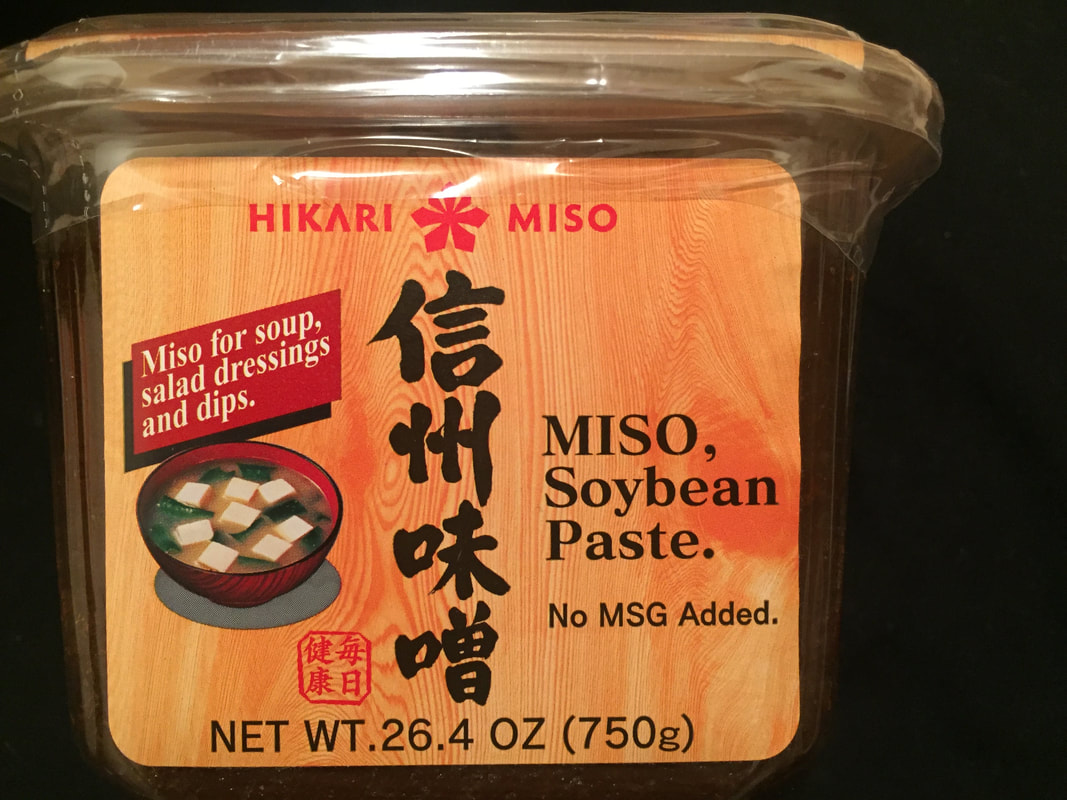 HIKARI MISO
信州味噌
Miso for soup,
salad dressings
and dips.
MISO,
Soybean
Paste.
No MSG Added.
毎日
健康
NET WT.26.4 OZ (750g)